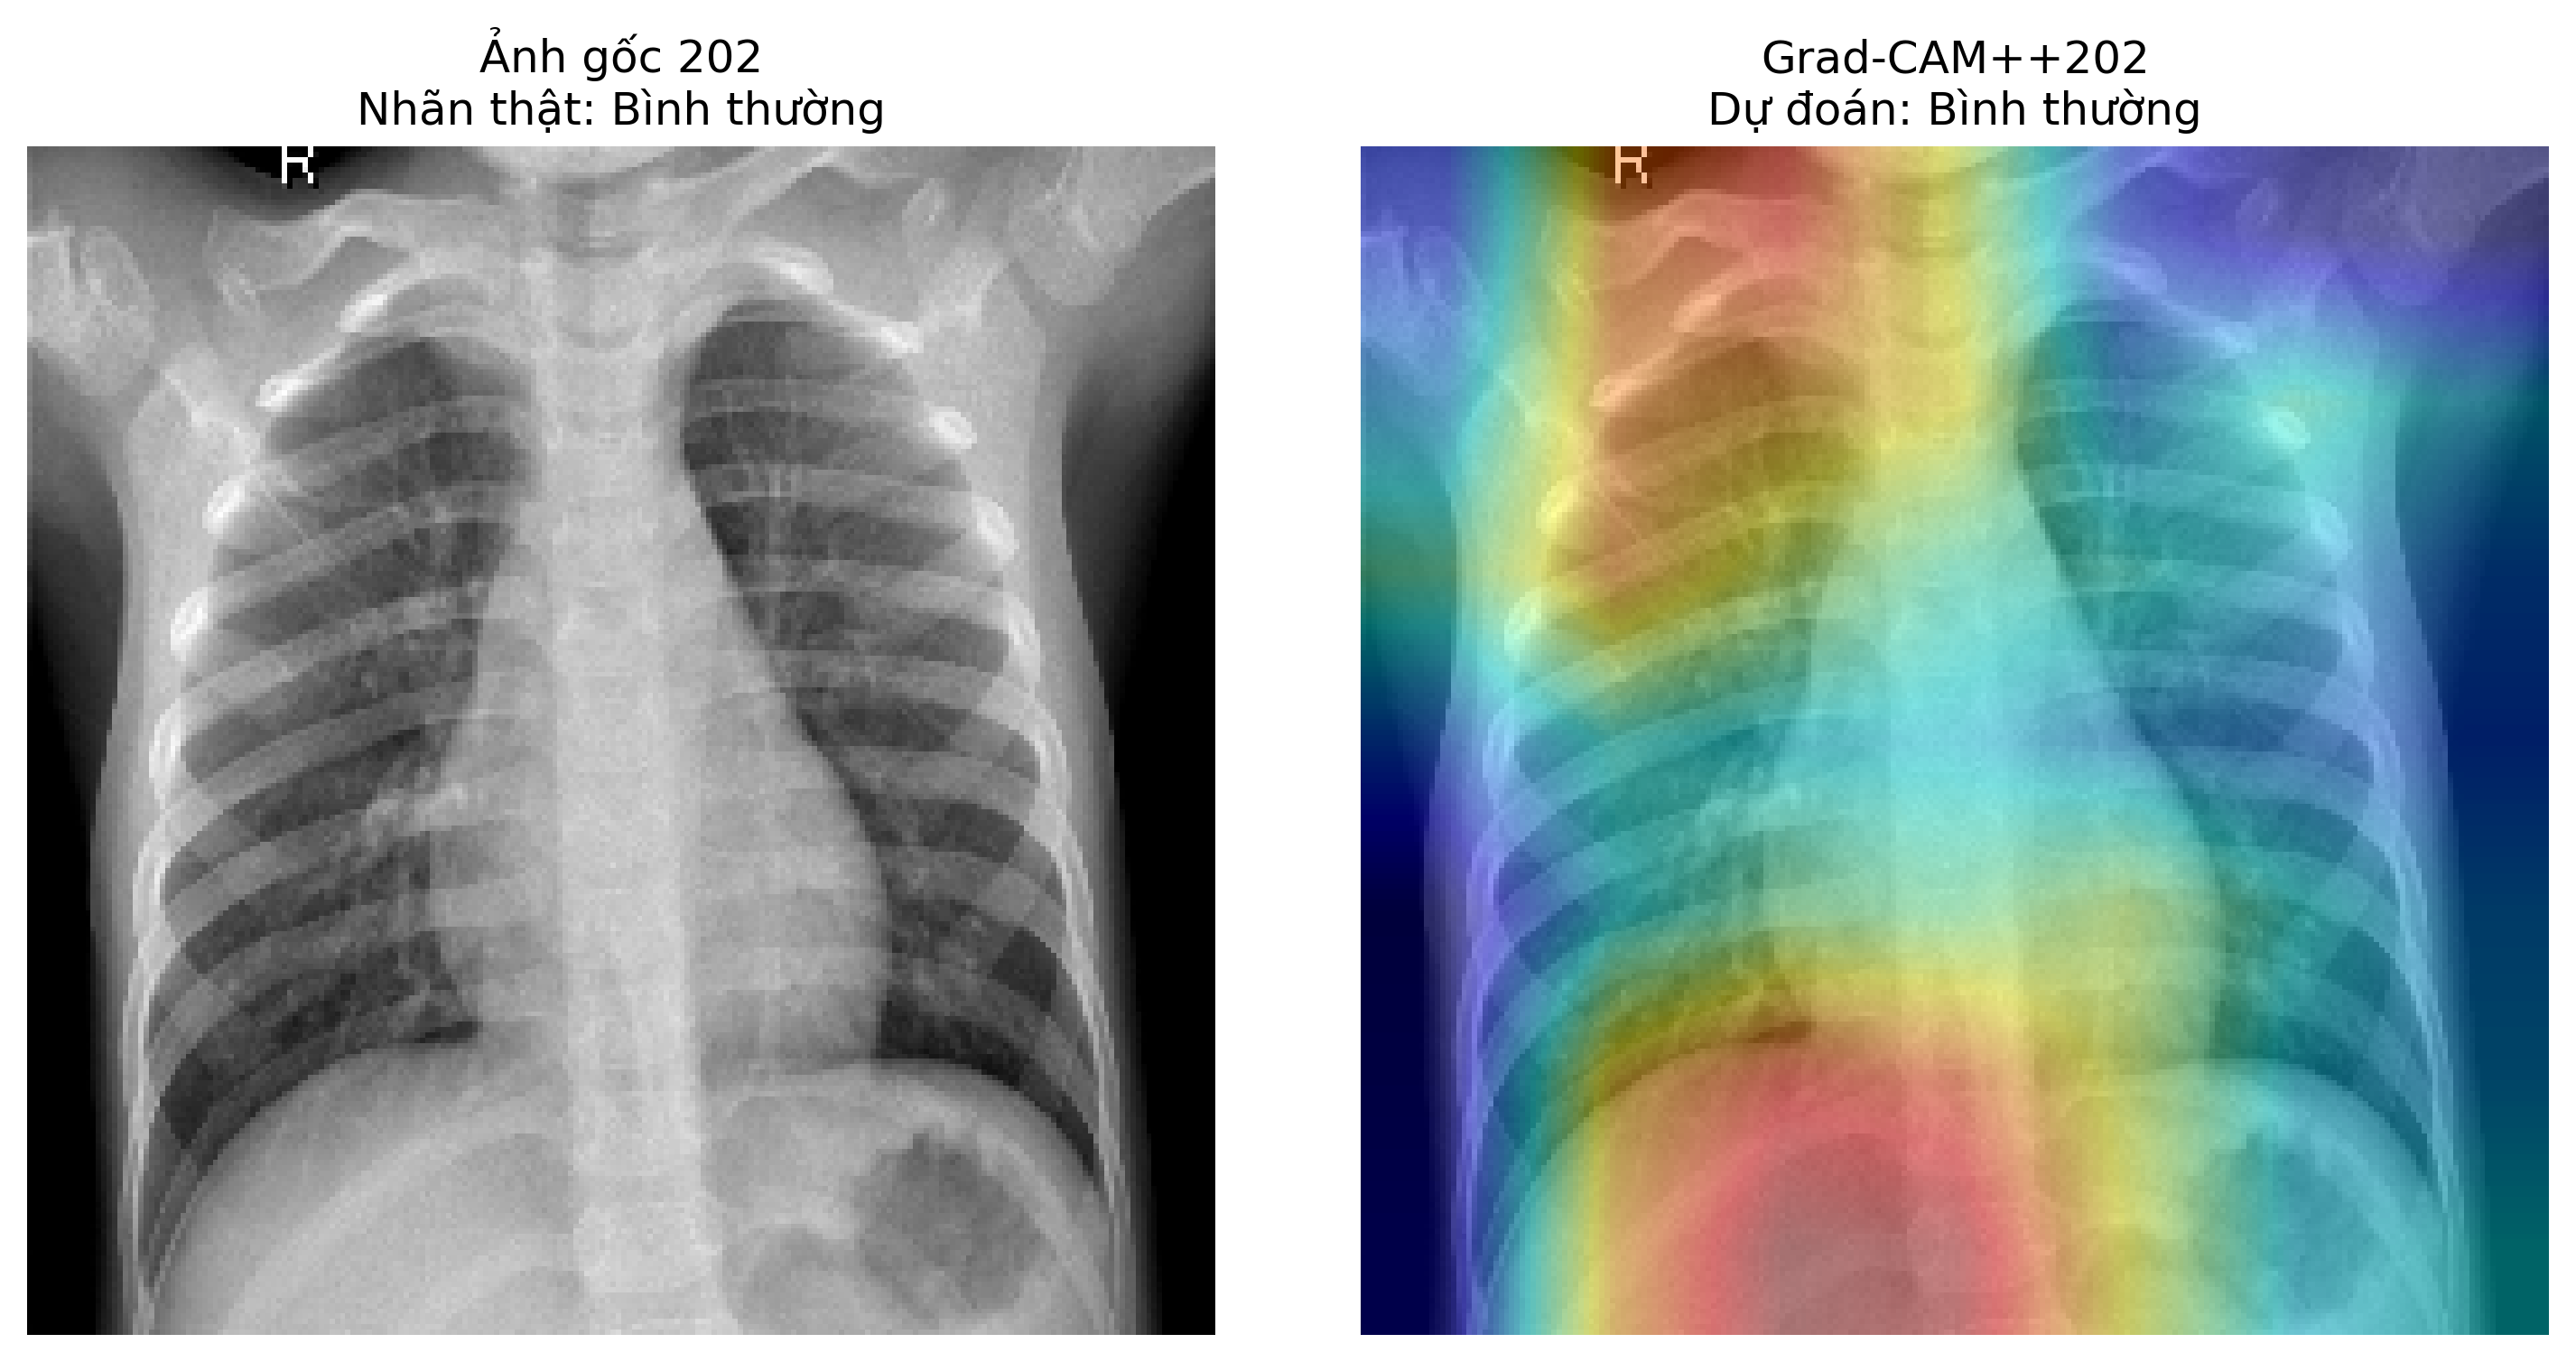 Ảnh gốc 202
Nhãn thật: Bình thường
Grad-CAM++202
Dự đoán: Bình thường
R
R